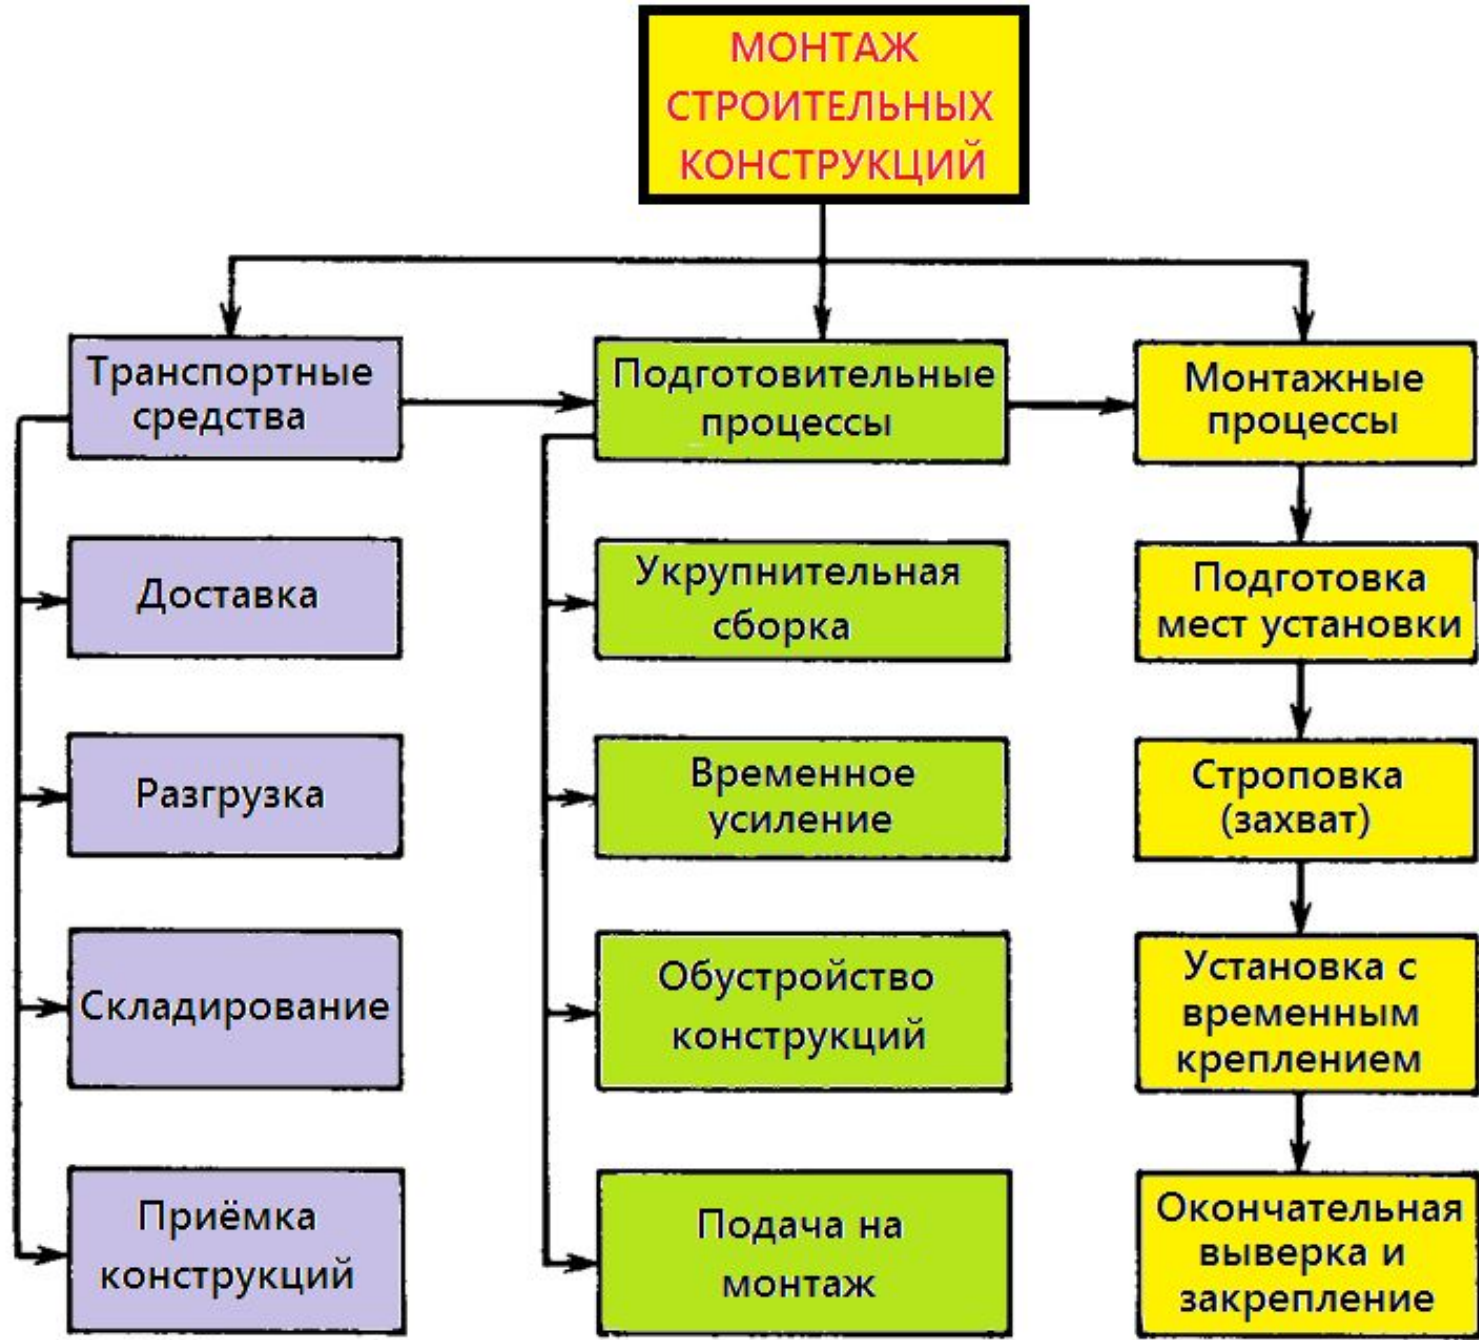 МОНТАЖ
СТРОИТЕЛЬНЫХ
КОНСТРУКЦИЙ
Транспортные
средства
Подготовительные
процессы
Монтажные
процессы
Доставка
Укрупнительная
сборка
Подготовка
мест установки
Разгрузка
Временное
усиление
Строповка
(захват)
Складирование
Обустройство
конструкций
Установка с
временным
креплением
Приёмка
конструкций
Подача на
монтаж
Окончательная
выверка и
закрепление